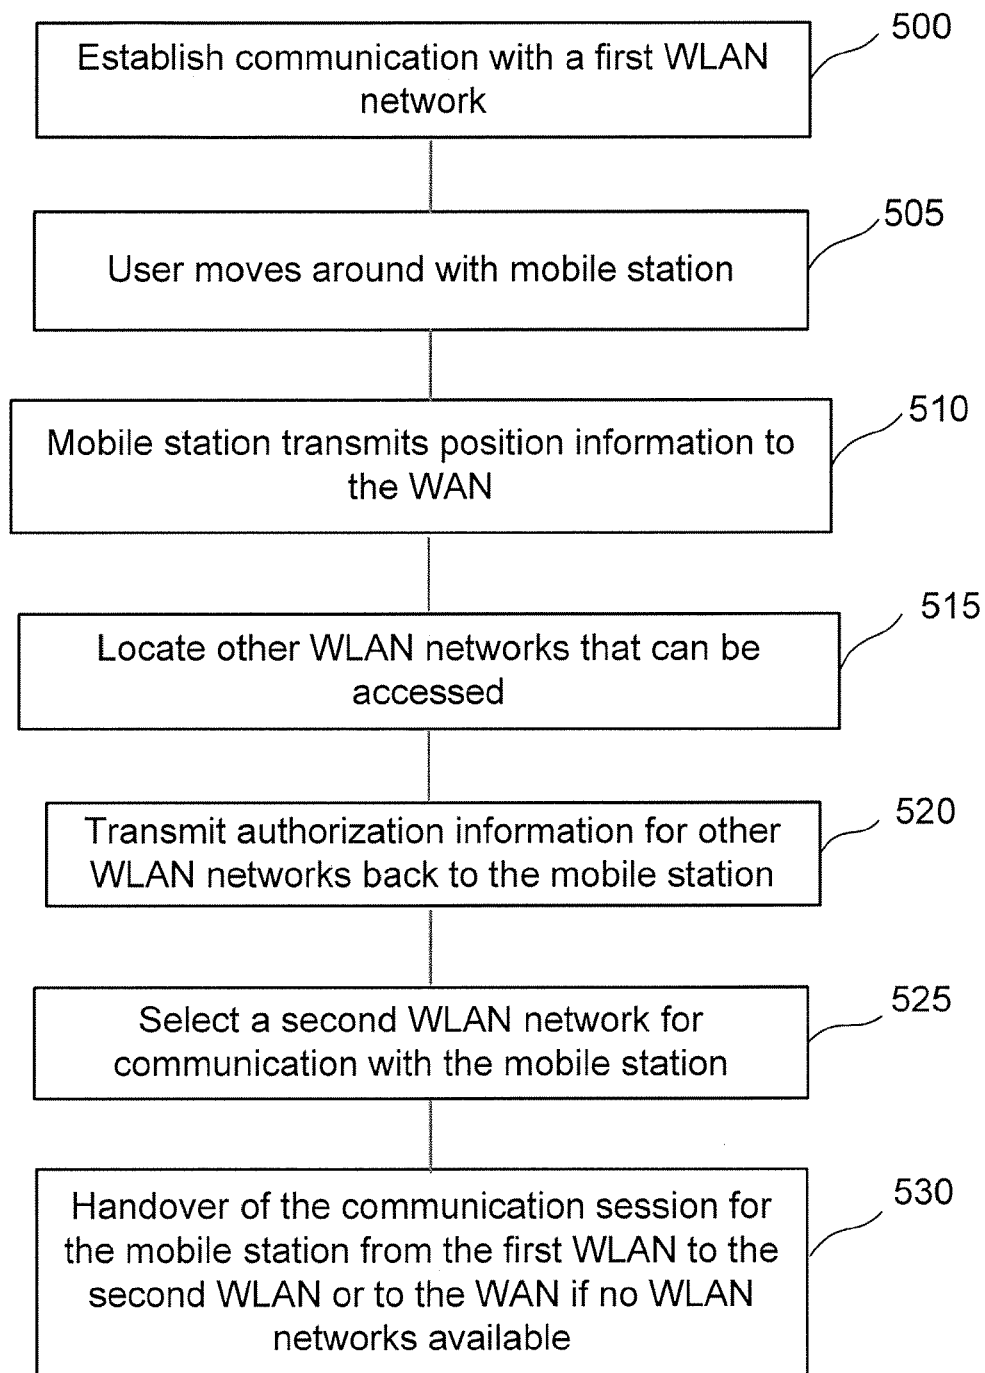 500
Establish communication with a first WLAN
network
505
User moves around with mobile station
510
Mobile station transmits position information to
the WAN
515
Locate other WLAN networks that can be
accessed
520
Transmit authorization information for other
WLAN networks back to the mobile station
525
Select a second WLAN network for
communication with the mobile station
530
Handover of the communication session for
the mobile station from the first WLAN to the
second WLAN or to the WAN if no WLAN
networks available